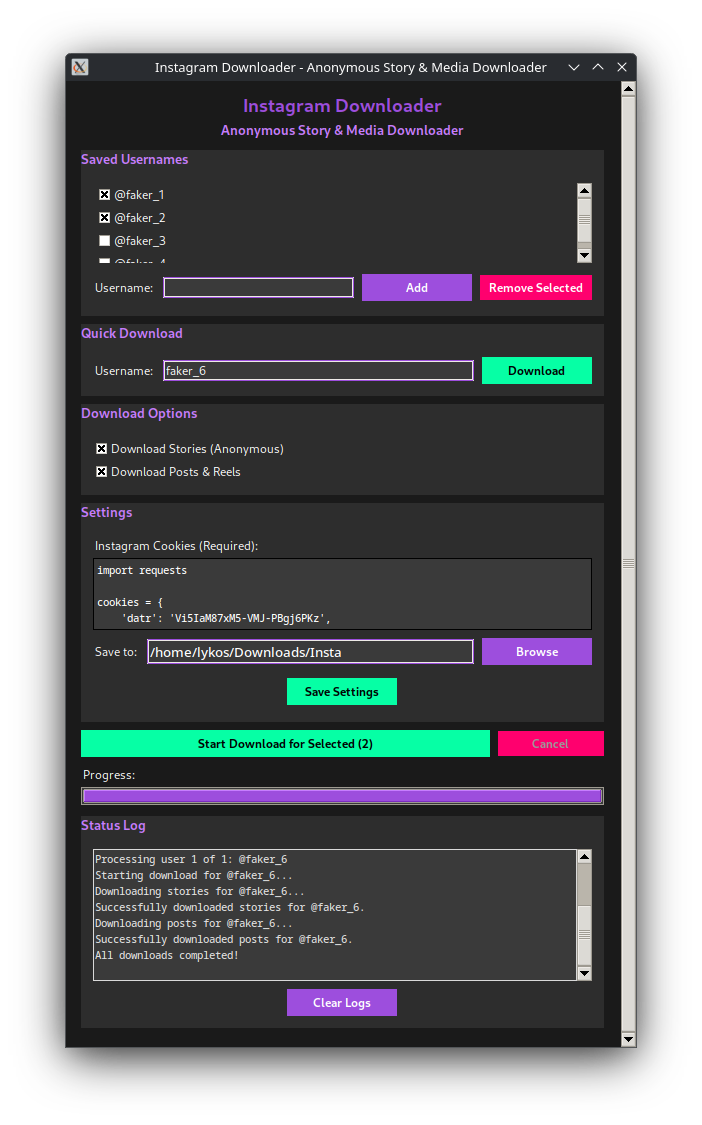 Instagram Downloader - Anonymous Story & Media Downloader
Instagram Downloader
Anonymous Story & Media Downloader
Saved Usernames
@faker_1
@faker_2
@faker_3
@faker_4
Username:
Add
Remove Selected
Quick Download
Username:
faker_6
Download
Download Options
Download Stories (Anonymous)
Download Posts & Reels
Settings
Instagram Cookies (Required):
import requests
cookies = {
'datr': 'Vi5IaM87xM5-VMJ-PBgj6PKz',
Save to:
/home/lykos/Downloads/Insta
Browse
Save Settings
Start Download for Selected (2)
Cancel
Progress:
Status Log
Processing user 1 of 1: @faker_6
Starting download for @faker_6...
Downloading stories for @faker_6...
Successfully downloaded stories for @faker_6.
Downloading posts for @faker_6...
Successfully downloaded posts for @faker_6.
All downloads completed!
Clear Logs